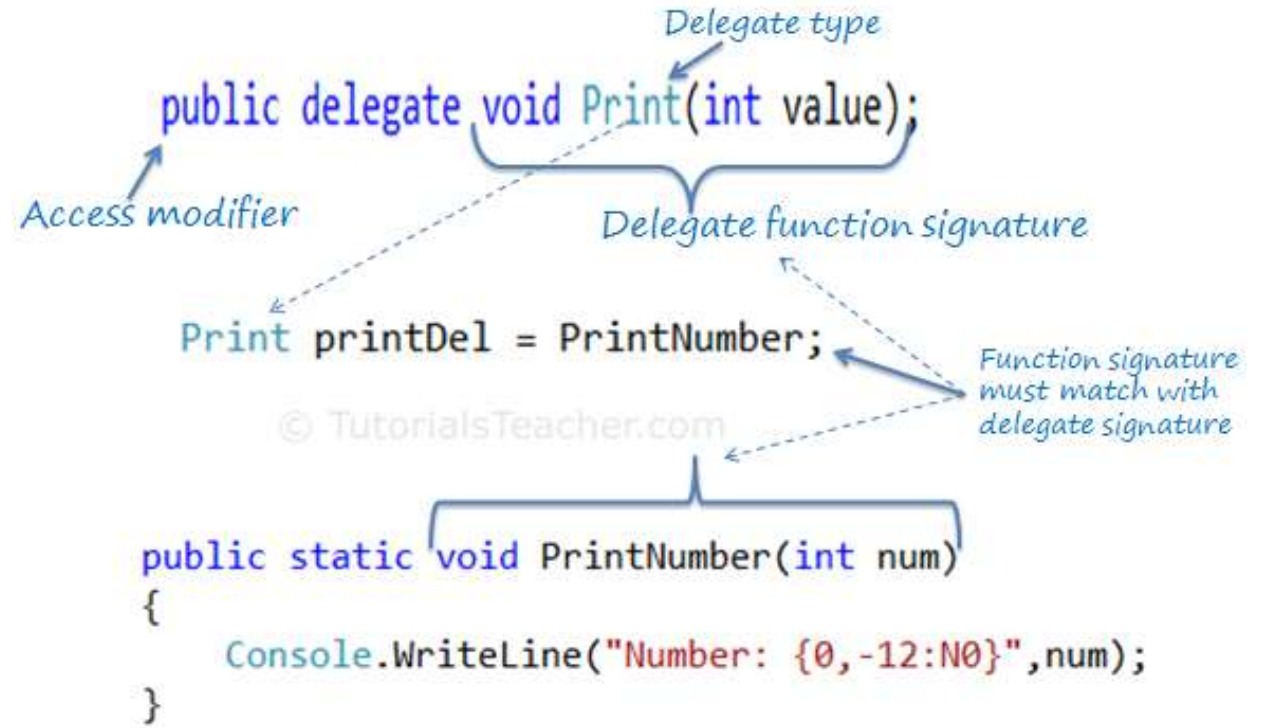 Delegate type
public delegate void Print(int value);
Access modifier
Delegate function signature
Print printDel = PrintNumber;
Function signature
must match with
delegate signature
© TutorialsTeacher.com
public static void PrintNumber(int num)
{
Console.WriteLine("Number: {0,-12:N0}",num);
}